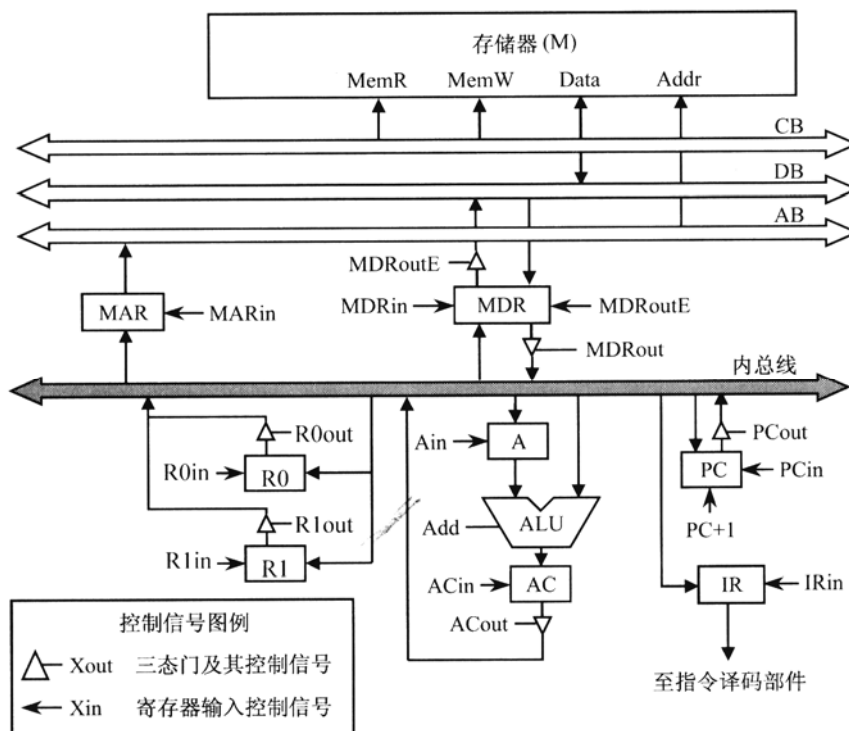 存储器 (M)
MemR MemW Data Addr
CB
DB
AB
MDRoutE
MAR MARin MDRin MDR MDRoutE
MDRout
内总线
R0out Ain A PCout
R0in R0 PC PCin
R1out Add ALU PC+1
R1in R1 ACin AC IR IRin
控制信号图例 ACout
Xout 三态门及其控制信号 至指令译码部件
Xin 寄存器输入控制信号